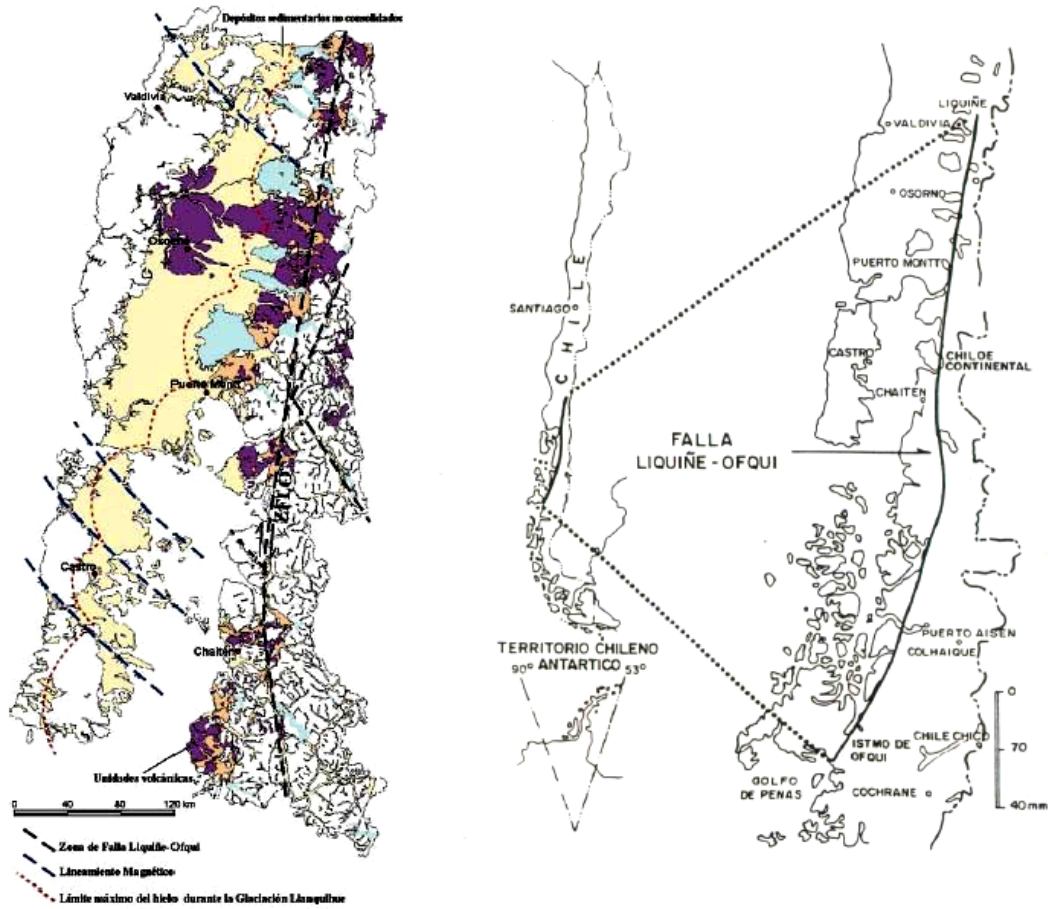 Depósitos sedimentarios no consolidados
Valdivia
Osorno
Puerto Montt
ZFLO
Castro
Chaitén
Unidades volcánicas
0 40 80 120 km
Zona de Falla Liquiñe-Ofqui
Lineamiento Magnético
Límite máximo del hielo durante la Glaciación Llanquihue
SANTIAGO
CHILE
TERRITORIO CHILENO
90° ANTARTICO 53°
FALLA
LIQUIÑE - OFQUI
LIQUIÑE
VALDIVIA
OSORNO
PUERTO MONTTO
CASTRO
CHILOE
CONTINENTAL
CHAITEN
PUERTO AISEN
COIHAIQUE
CHILE CHICO
ISTMO DE
OFQUI
GOLFO
DE PENAS
COCHRANE
0
70
40 mm